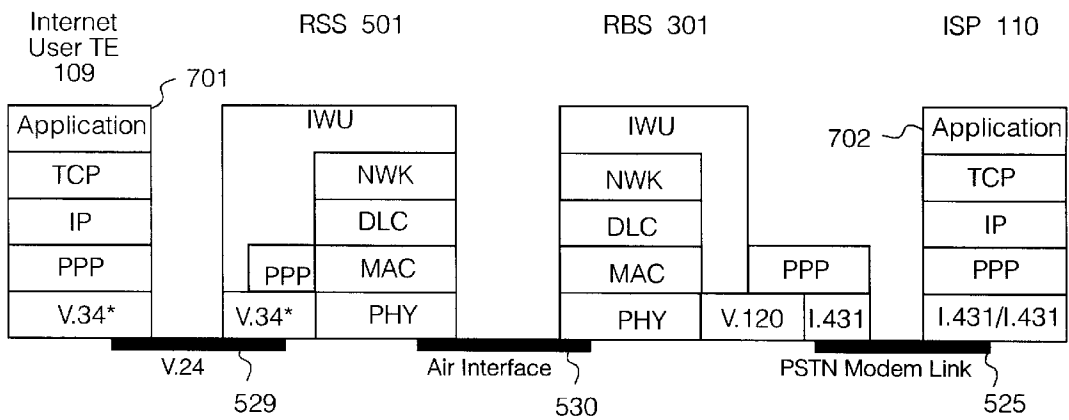 Internet
User TE
109
RSS 501
RBS 301
ISP 110
701
702
Application
TCP
IP
PPP
V.34*
IWU
NWK
DLC
PPP
MAC
V.34*
PHY
IWU
NWK
DLC
MAC
PPP
PHY
V.120
I.431
Application
TCP
IP
PPP
I.431/I.431
V.24
Air Interface
PSTN Modem Link
529
530
525